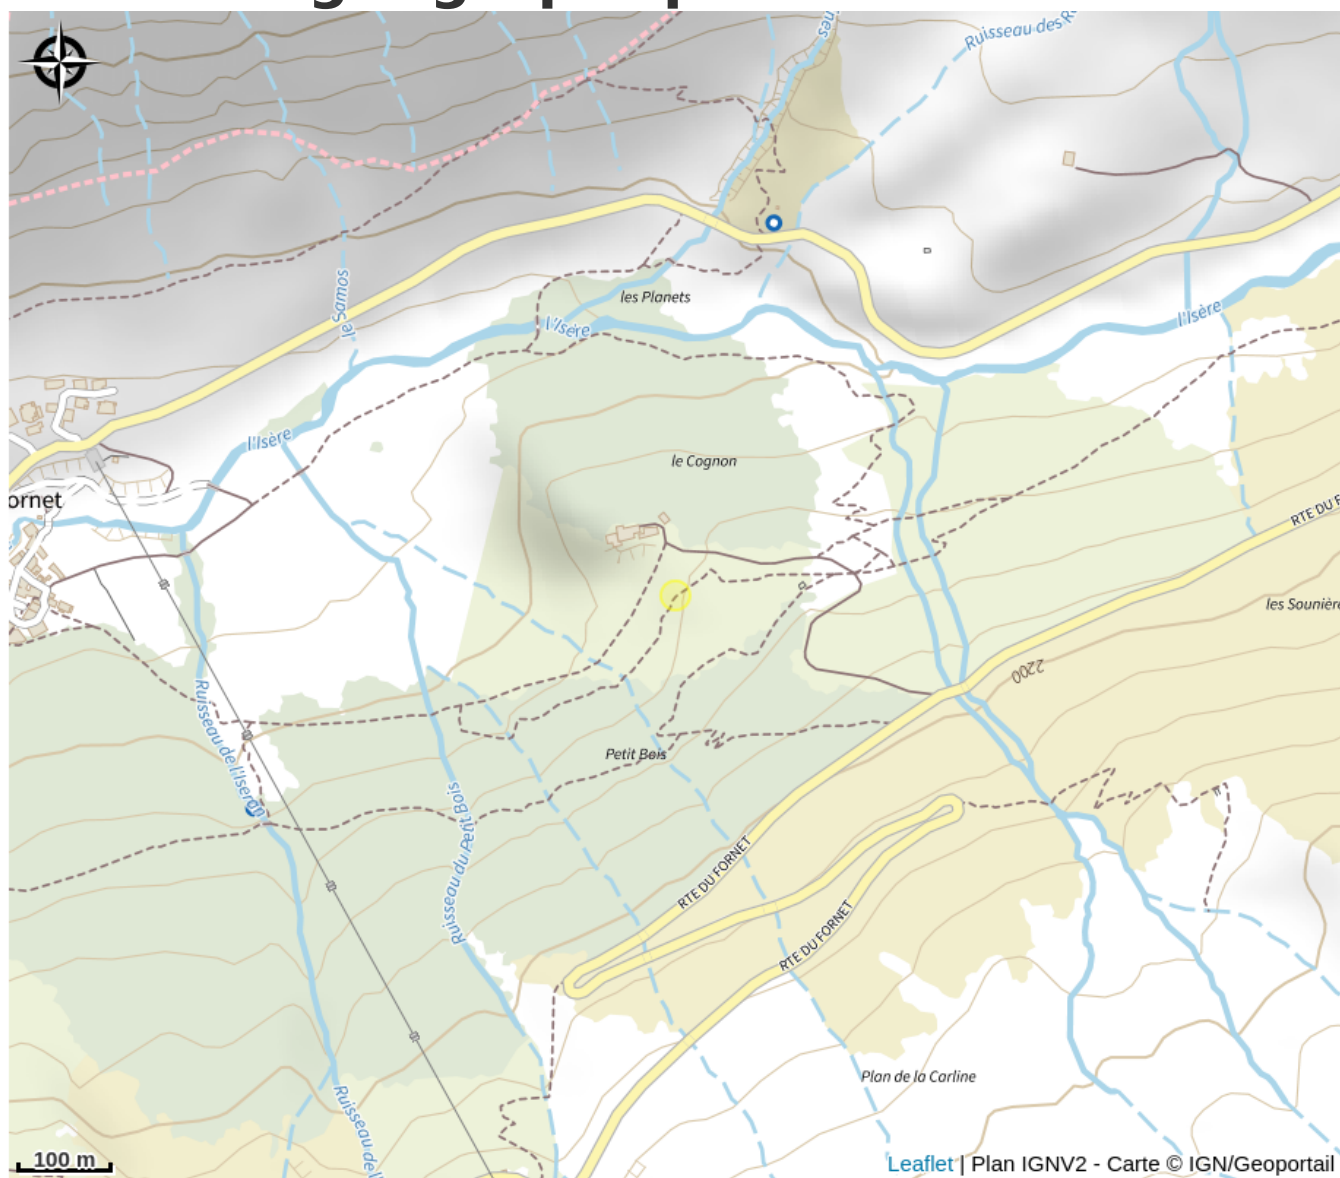 Ruisseau des
les Samos
les Planets
l'Isère
l'Isère
l'Isère
le Cognon
ornet
RTE DU F
les Sounière
2200
Ruisseau de l'Iseran
Petit Bois
Ruisseau du Petit Bois
RTE DU FORNET
RTE DU FORNET
Plan de la Carline
Ruisseau de l
100 m
Leaflet | Plan IGNV2 - Carte © IGN/Geoportail